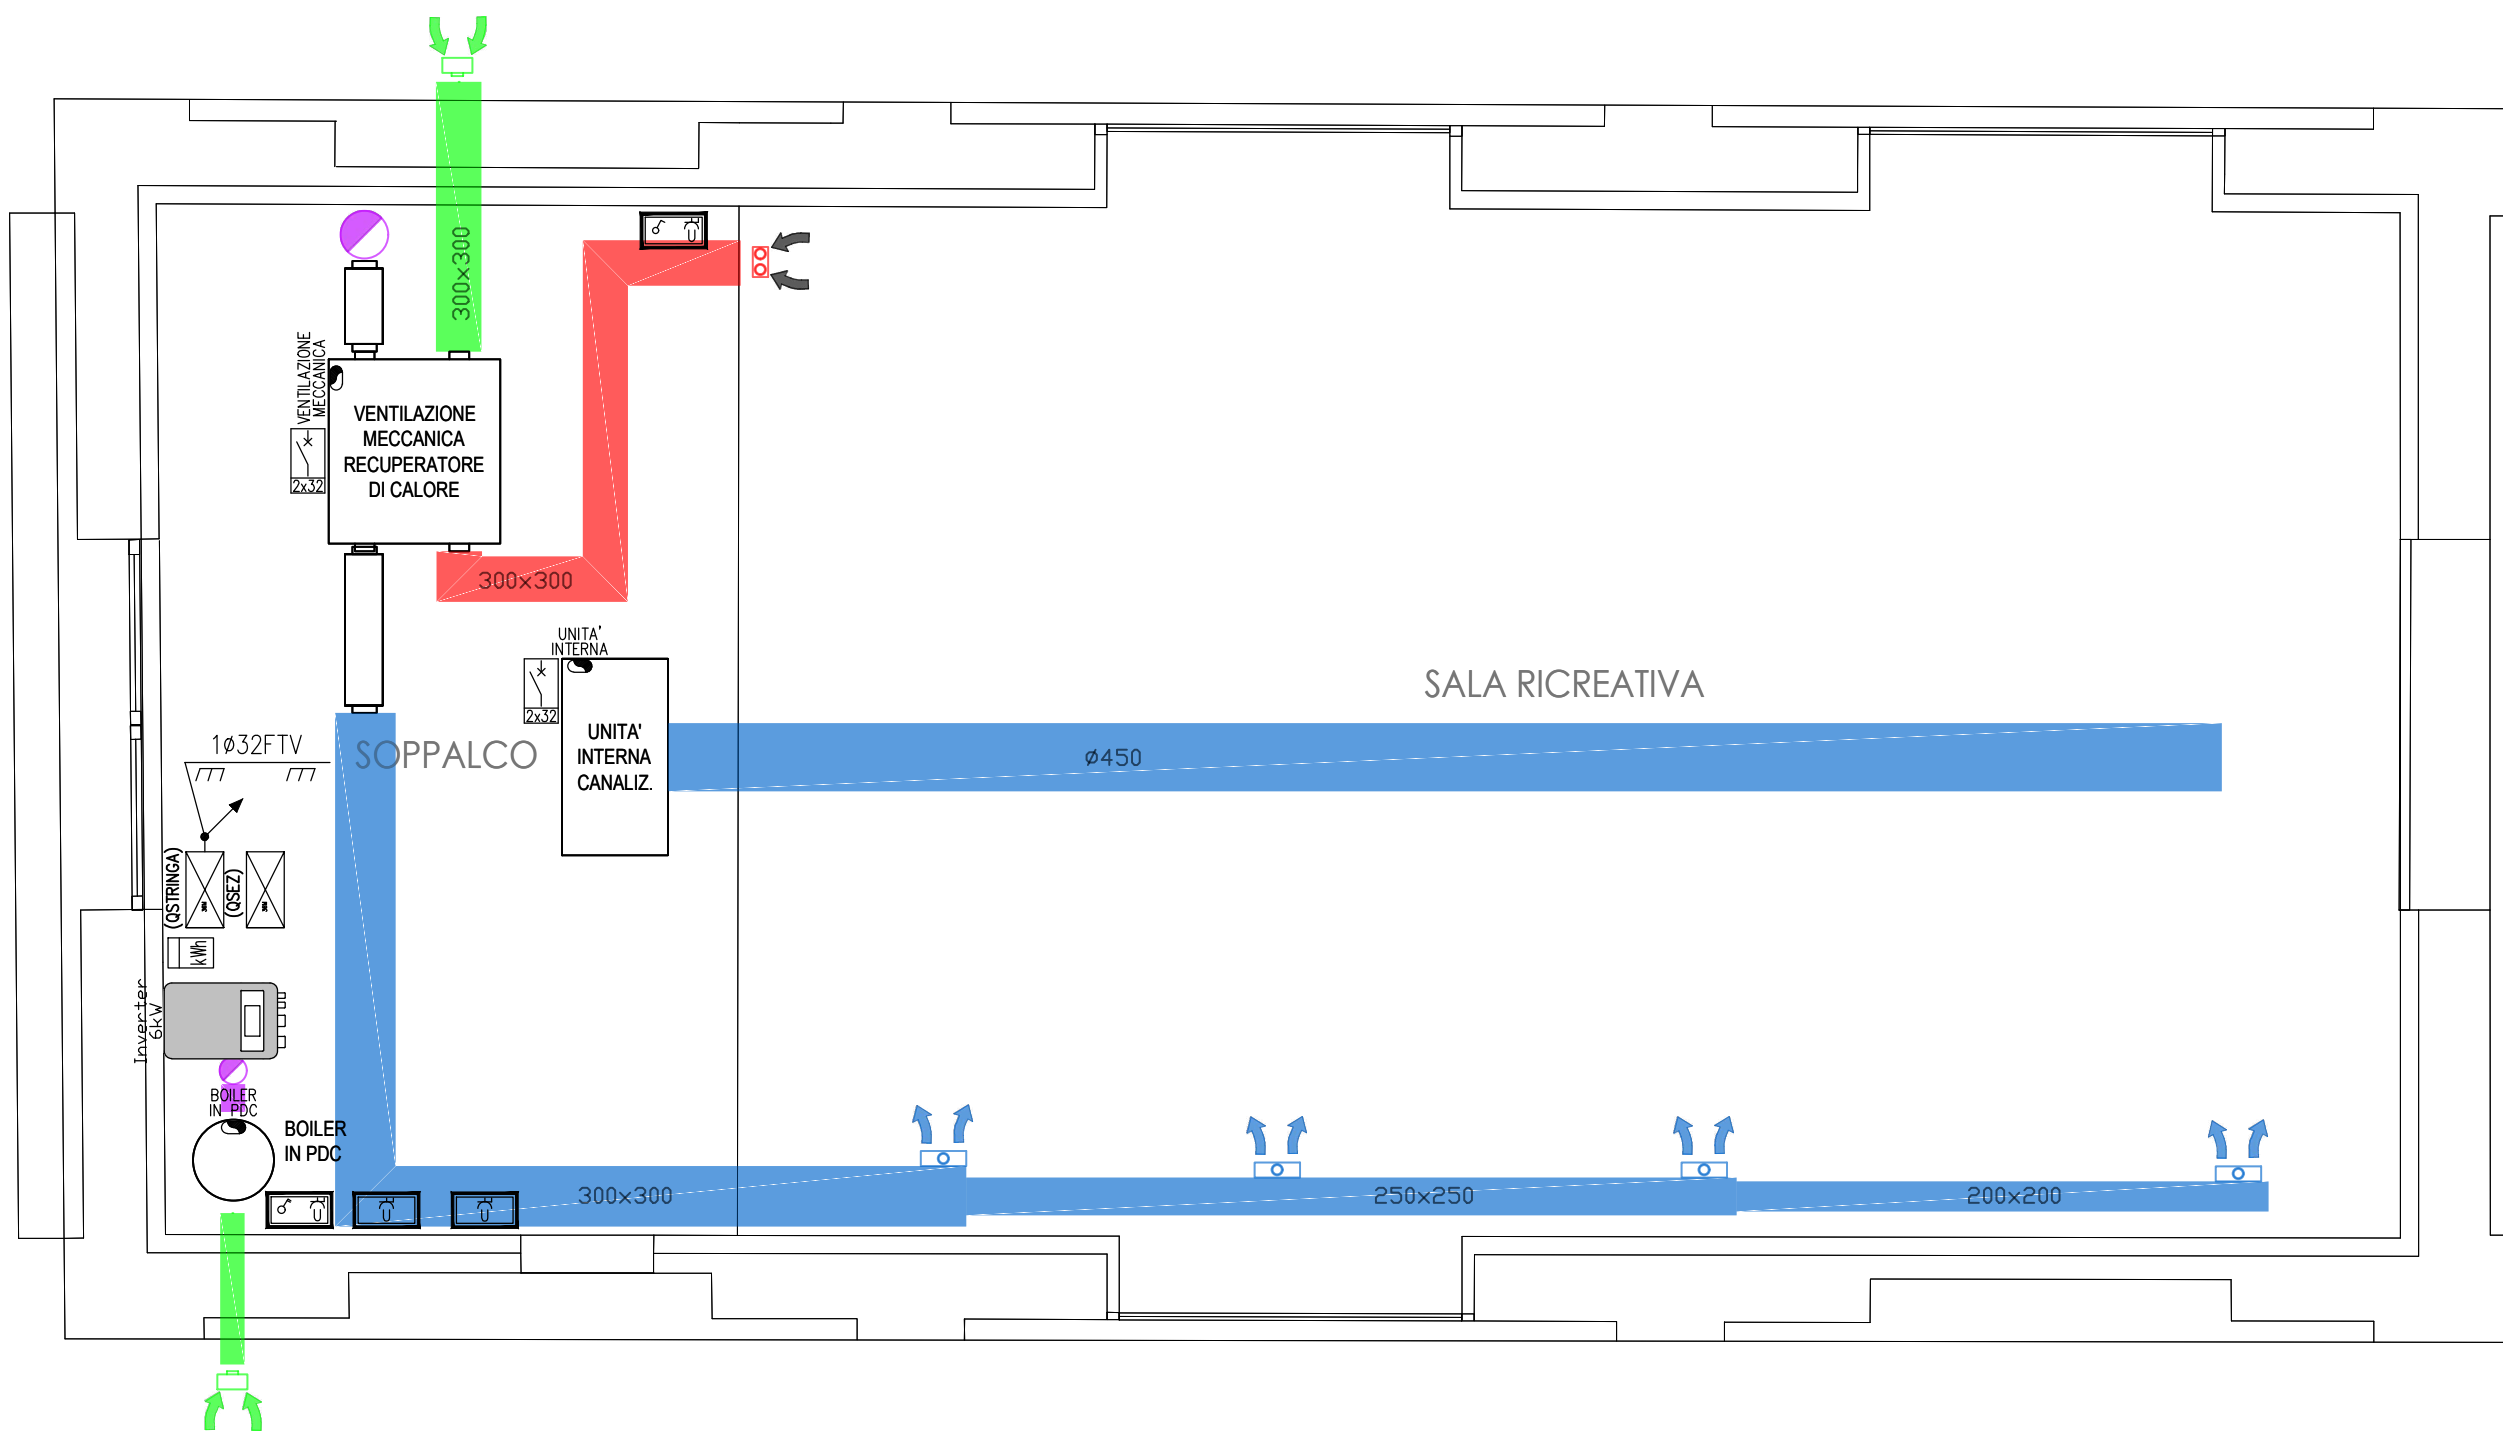 300x300
VENTILAZIONE
MECCANICA
2x32
VENTILAZIONE
MECCANICA
RECUPERATORE
DI CALORE
300x300
UNITA'
INTERNA
2x32
UNITA'
INTERNA
CANALIZ.
SALA RICREATIVA
ø450
SOPPALCO
1ø32FTV
(QSTRINGA)
(QSEZ)
kWh
Inverter
6kW
BOILER
IN PDC
BOILER
IN PDC
300x300
250x250
200x200